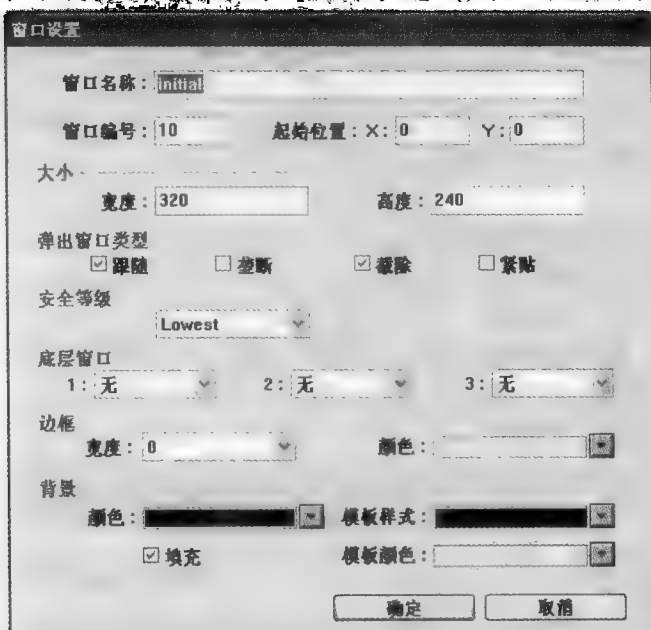 窗口设置
窗口名称：initial
窗口编号：10 起始位置：X：0 Y：0
大小
宽度：320 高度：240
弹出窗口类型
跟随 垄断 裁除 紧贴
安全等级
Lowest
底层窗口
1：无 2：无 3：无
边框
宽度：0 颜色：
背景
颜色： 模板样式：
填充 模板颜色：
确定 取消